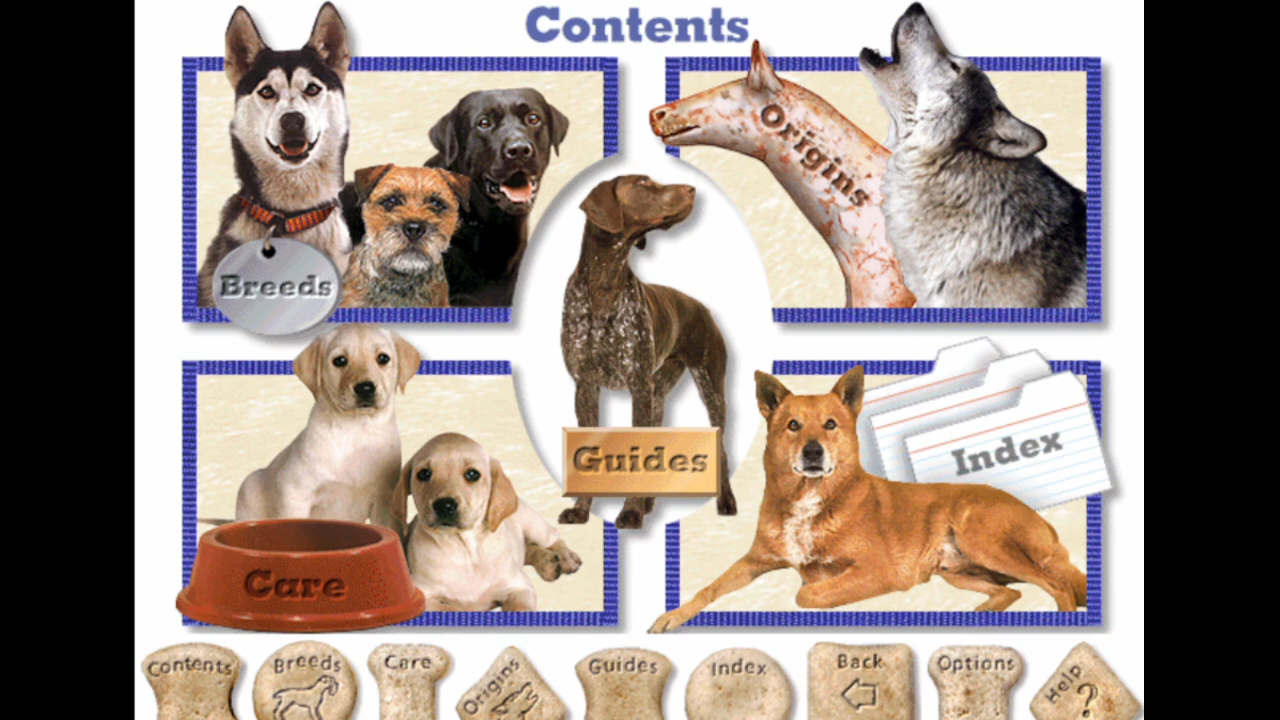 Contents
Breeds
Origins
Guides
Index
Care
Contents
Breeds
Care
Origins
Guides
Index
Back
Options
Help
?